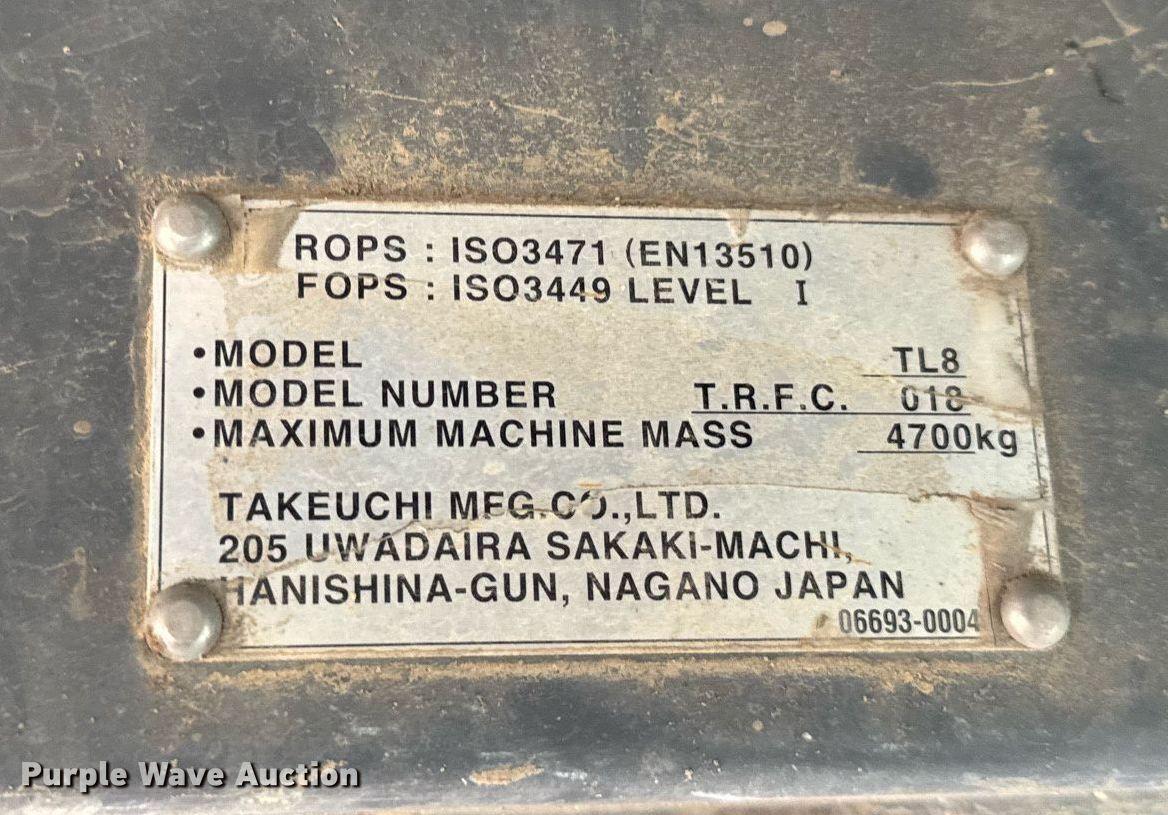 ROPS : ISO3471 (EN13510)
FOPS : ISO3449 LEVEL I
•MODEL TL8
•MODEL NUMBER T.R.F.C. 018
•MAXIMUM MACHINE MASS 4700kg
TAKEUCHI MFG.CO.,LTD.
205 UWADAIRA SAKAKI-MACHI,
HANISHINA-GUN, NAGANO JAPAN
06693-0004
Purple Wave Auction